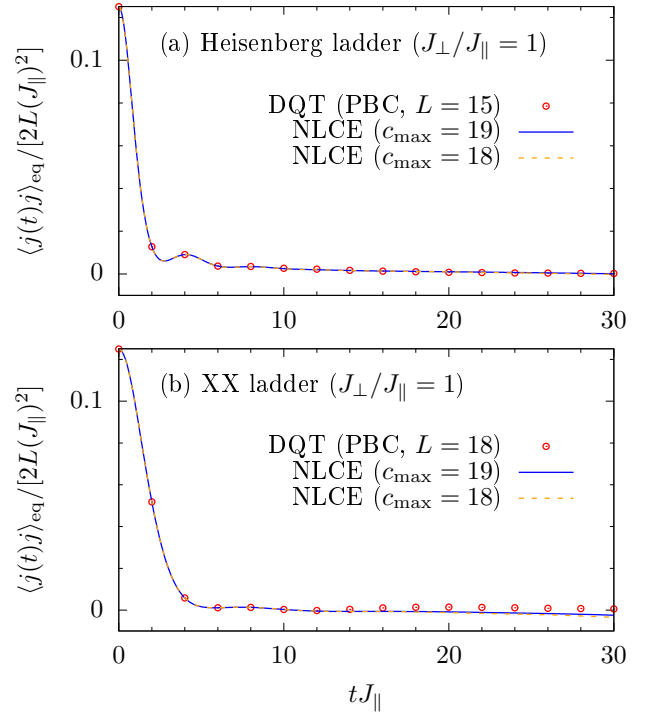 (a) Heisenberg ladder (J⊥/J∥ = 1)
0.1
DQT (PBC, L = 15)
NLCE (cmax = 19)
NLCE (cmax = 18)
⟨j(t)j⟩eq/[2L(J∥)²]
0
0 10 20 30
(b) XX ladder (J⊥/J∥ = 1)
0.1
DQT (PBC, L = 18)
NLCE (cmax = 19)
NLCE (cmax = 18)
⟨j(t)j⟩eq/[2L(J∥)²]
0
0 10 20 30
tJ∥